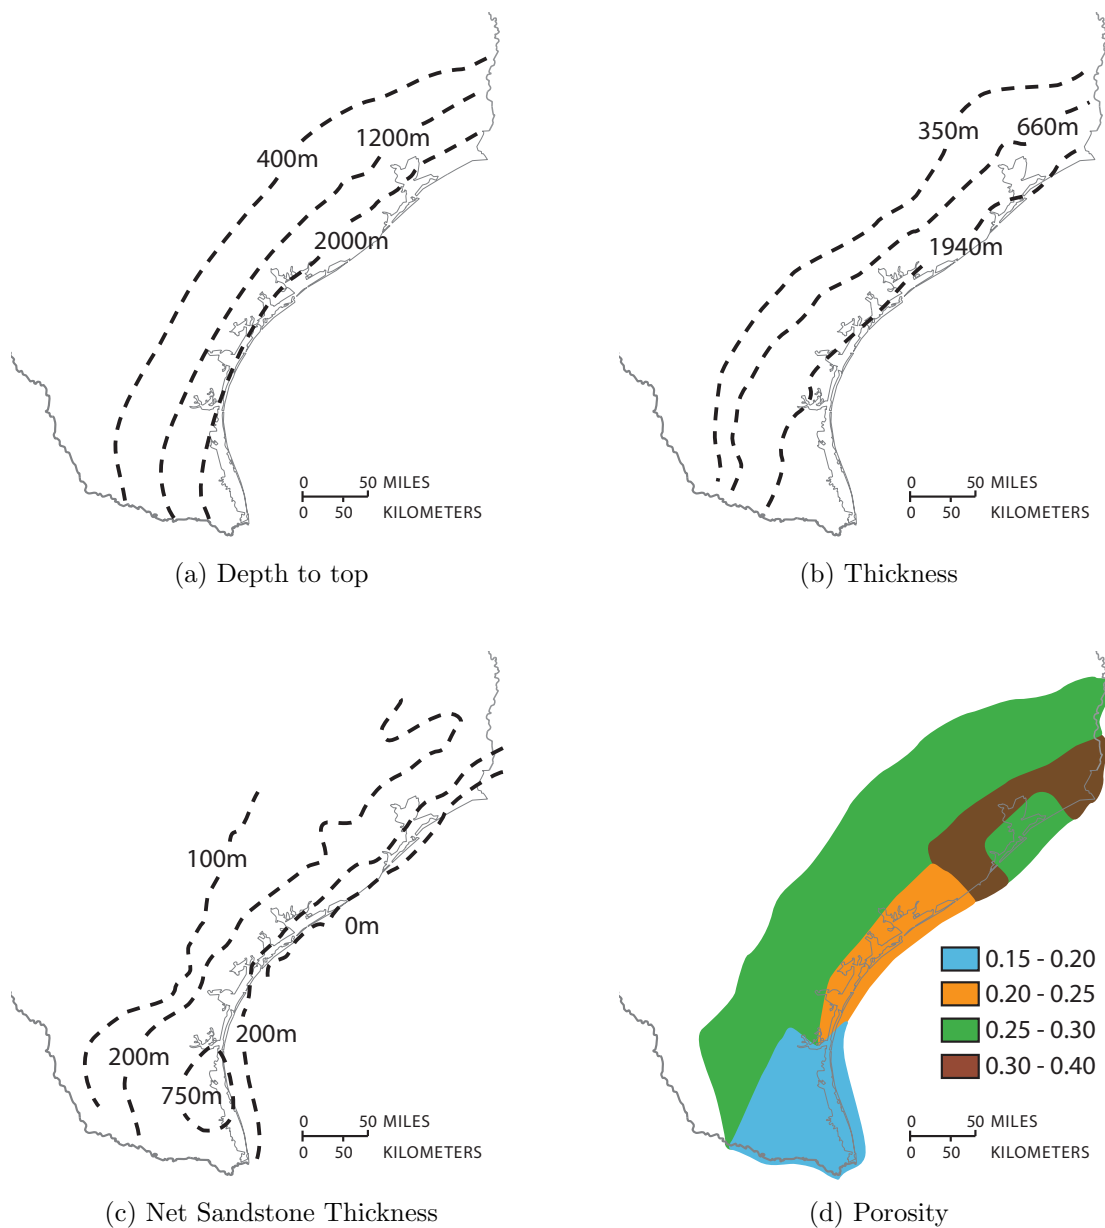 400m
1200m
2000m
0 50 MILES
0 50 KILOMETERS
(a) Depth to top
350m
660m
1940m
0 50 MILES
0 50 KILOMETERS
(b) Thickness
100m
0m
200m
200m
750m
0 50 MILES
0 50 KILOMETERS
(c) Net Sandstone Thickness
0.15 - 0.20
0.20 - 0.25
0.25 - 0.30
0.30 - 0.40
0 50 MILES
0 50 KILOMETERS
(d) Porosity